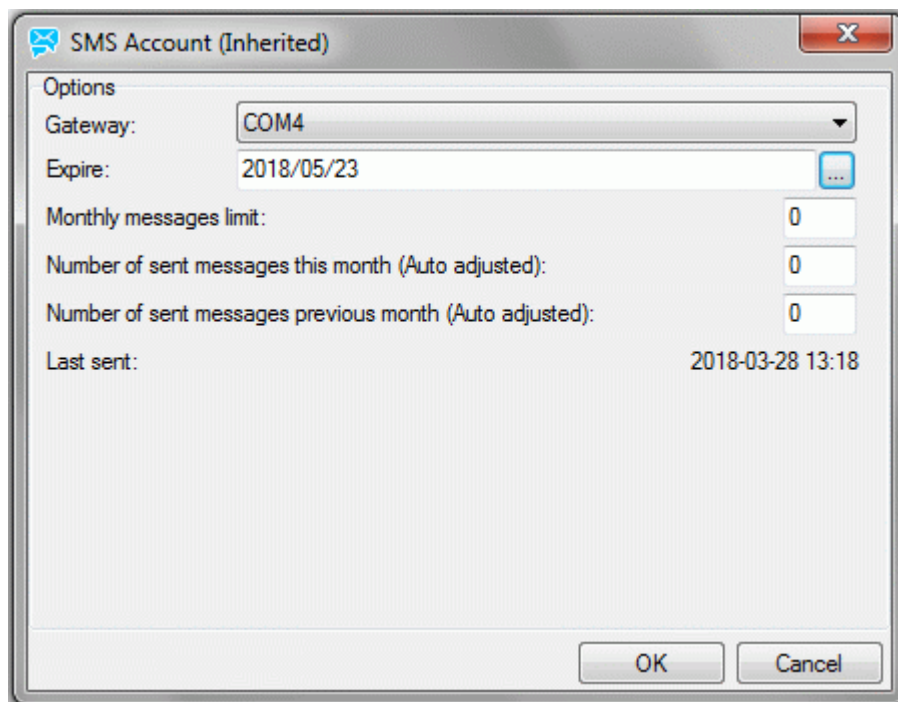 SMS Account (Inherited)
Options
Gateway: COM4
Expire: 2018/05/23 ...
Monthly messages limit: 0
Number of sent messages this month (Auto adjusted): 0
Number of sent messages previous month (Auto adjusted): 0
Last sent: 2018-03-28 13:18
OK Cancel